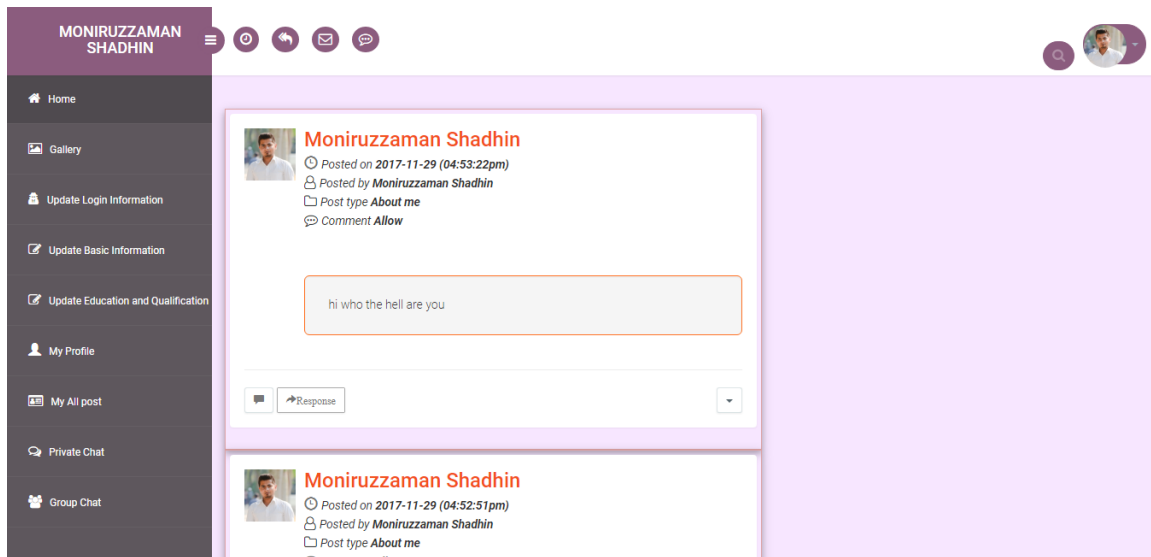 MONIRUZZAMAN
SHADHIN
Home
Gallery
Update Login Information
Update Basic Information
Update Education and Qualification
My Profile
My All post
Private Chat
Group Chat
Moniruzzaman Shadhin
Posted on 2017-11-29 (04:53:22pm)
Posted by Moniruzzaman Shadhin
Post type About me
Comment Allow
hi who the hell are you
Response
Moniruzzaman Shadhin
Posted on 2017-11-29 (04:52:51pm)
Posted by Moniruzzaman Shadhin
Post type About me